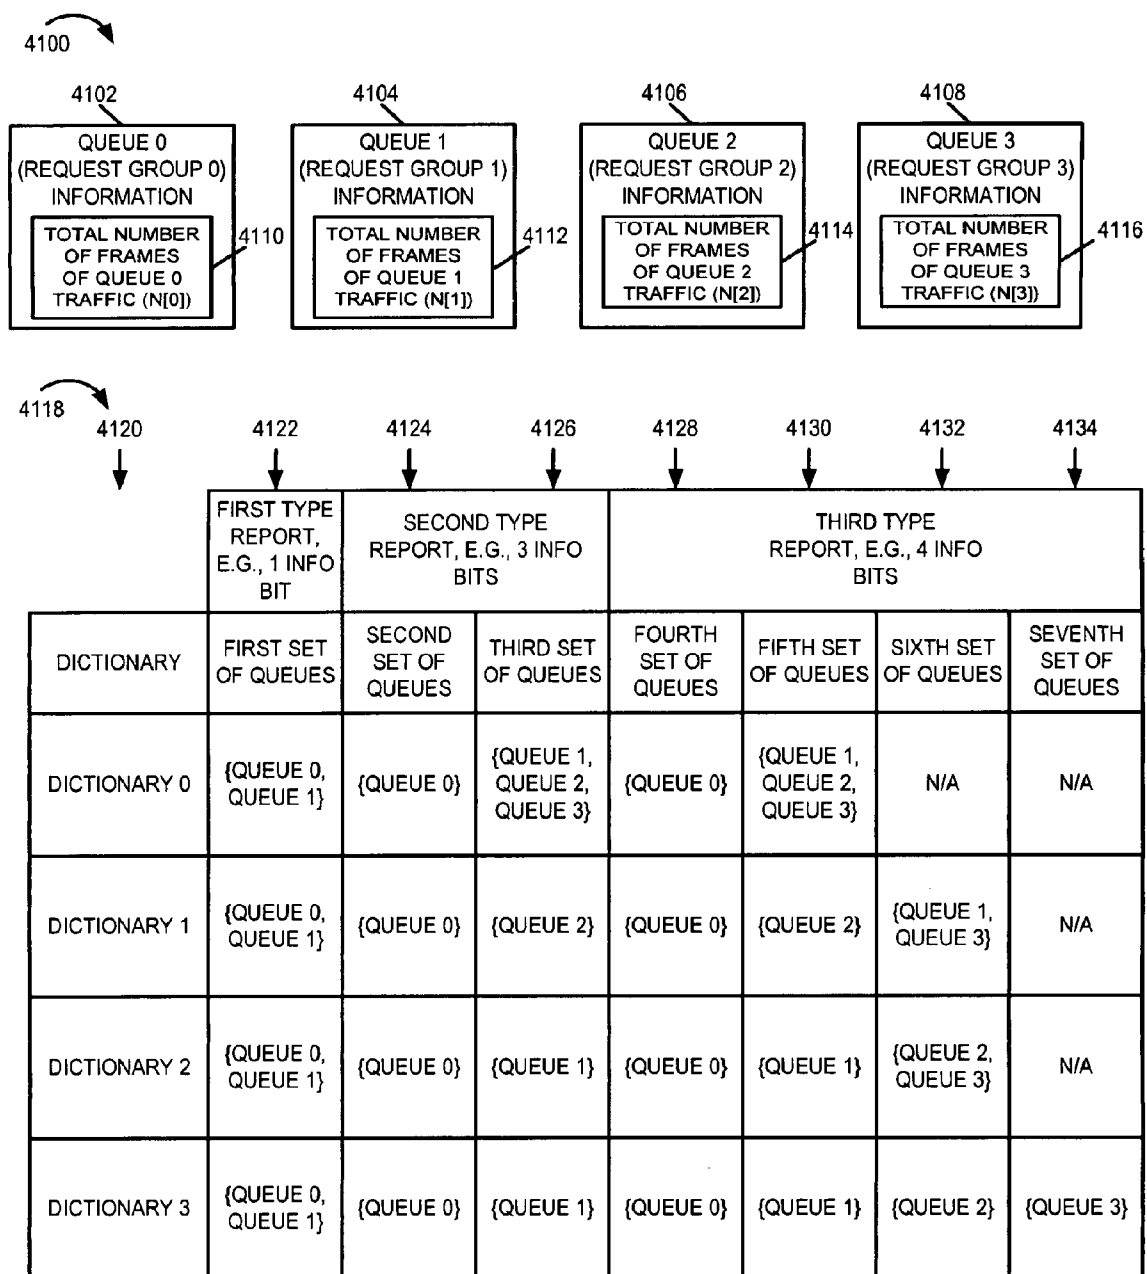 4100
4102
4104
4106
4108
QUEUE 0
(REQUEST GROUP 0)
INFORMATION
TOTAL NUMBER
OF FRAMES
OF QUEUE 0
TRAFFIC (N[0])
4110
QUEUE 1
(REQUEST GROUP 1)
INFORMATION
TOTAL NUMBER
OF FRAMES
OF QUEUE 1
TRAFFIC (N[1])
4112
QUEUE 2
(REQUEST GROUP 2)
INFORMATION
TOTAL NUMBER
OF FRAMES
OF QUEUE 2
TRAFFIC (N[2])
4114
QUEUE 3
(REQUEST GROUP 3)
INFORMATION
TOTAL NUMBER
OF FRAMES
OF QUEUE 3
TRAFFIC (N[3])
4116
4118
4120
4122
4124
4126
4128
4130
4132
4134
FIRST TYPE
REPORT,
E.G., 1 INFO
BIT
SECOND TYPE
REPORT, E.G., 3 INFO
BITS
THIRD TYPE
REPORT, E.G., 4 INFO
BITS
DICTIONARY
FIRST SET
OF QUEUES
SECOND
SET OF
QUEUES
THIRD SET
OF QUEUES
FOURTH
SET OF
QUEUES
FIFTH SET
OF QUEUES
SIXTH SET
OF QUEUES
SEVENTH
SET OF
QUEUES
DICTIONARY 0
{QUEUE 0,
QUEUE 1}
{QUEUE 0}
{QUEUE 1,
QUEUE 2,
QUEUE 3}
{QUEUE 0}
{QUEUE 1,
QUEUE 2,
QUEUE 3}
N/A
N/A
DICTIONARY 1
{QUEUE 0,
QUEUE 1}
{QUEUE 0}
{QUEUE 2}
{QUEUE 0}
{QUEUE 2}
{QUEUE 1,
QUEUE 3}
N/A
DICTIONARY 2
{QUEUE 0,
QUEUE 1}
{QUEUE 0}
{QUEUE 1}
{QUEUE 0}
{QUEUE 1}
{QUEUE 2,
QUEUE 3}
N/A
DICTIONARY 3
{QUEUE 0,
QUEUE 1}
{QUEUE 0}
{QUEUE 1}
{QUEUE 0}
{QUEUE 1}
{QUEUE 2}
{QUEUE 3}